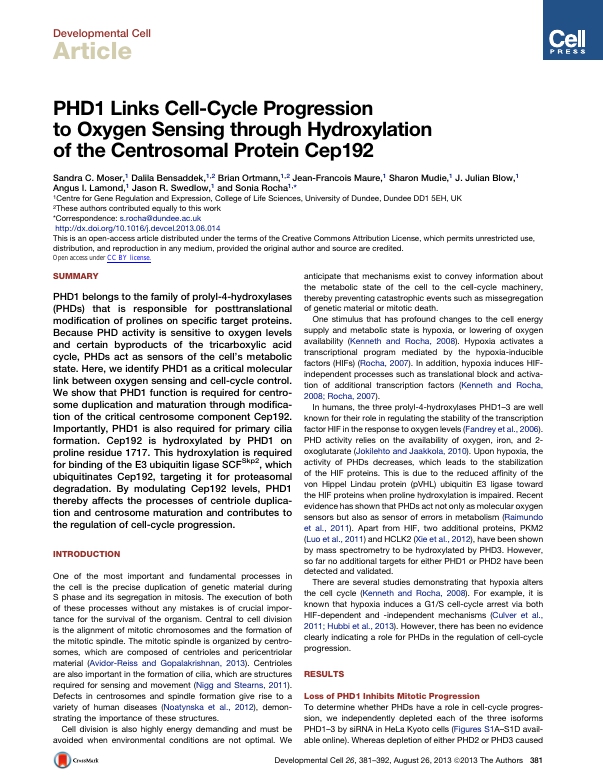 Developmental Cell
Article
Cell
PRESS
PHD1 Links Cell-Cycle Progression
to Oxygen Sensing through Hydroxylation
of the Centrosomal Protein Cep192
Sandra C. Moser,1 Dalila Bensaddek,1,2 Brian Ortmann,1,2 Jean-Francois Maure,1 Sharon Mudie,1 J. Julian Blow,1
Angus I. Lamond,1 Jason R. Swedlow,1 and Sonia Rocha1,*
1Centre for Gene Regulation and Expression, College of Life Sciences, University of Dundee, Dundee DD1 5EH, UK
2These authors contributed equally to this work
*Correspondence: s.rocha@dundee.ac.uk
http://dx.doi.org/10.1016/j.devcel.2013.06.014
This is an open-access article distributed under the terms of the Creative Commons Attribution License, which permits unrestricted use,
distribution, and reproduction in any medium, provided the original author and source are credited.
Open access under CC BY license.
SUMMARY
PHD1 belongs to the family of prolyl-4-hydroxylases
(PHDs) that is responsible for posttranslational
modification of prolines on specific target proteins.
Because PHD activity is sensitive to oxygen levels
and certain byproducts of the tricarboxylic acid
cycle, PHDs act as sensors of the cell's metabolic
state. Here, we identify PHD1 as a critical molecular
link between oxygen sensing and cell-cycle control.
We show that PHD1 function is required for centro-
some duplication and maturation through modifica-
tion of the critical centrosome component Cep192.
Importantly, PHD1 is also required for primary cilia
formation. Cep192 is hydroxylated by PHD1 on
proline residue 1717. This hydroxylation is required
for binding of the E3 ubiquitin ligase SCFSkp2, which
ubiquitinates Cep192, targeting it for proteasomal
degradation. By modulating Cep192 levels, PHD1
thereby affects the processes of centriole duplica-
tion and centrosome maturation and contributes to
the regulation of cell-cycle progression.
INTRODUCTION
One of the most important and fundamental processes in
the cell is the precise duplication of genetic material during
S phase and its segregation in mitosis. The execution of both
of these processes without any mistakes is of crucial impor-
tance for the survival of the organism. Central to cell division
is the alignment of mitotic chromosomes and the formation of
the mitotic spindle. The mitotic spindle is organized by centro-
somes, which are composed of centrioles and pericentriolar
material (Avidor-Reiss and Gopalakrishnan, 2013). Centrioles
are also important in the formation of cilia, which are structures
required for sensing and movement (Nigg and Stearns, 2011).
Defects in centrosomes and spindle formation give rise to a
variety of human diseases (Noatynska et al., 2012), demon-
strating the importance of these structures.
Cell division is also highly energy demanding and must be
avoided when environmental conditions are not optimal. We
anticipate that mechanisms exist to convey information about
the metabolic state of the cell to the cell-cycle machinery,
thereby preventing catastrophic events such as missegregation
of genetic material or mitotic death.
One stimulus that has profound changes to the cell energy
supply and metabolic state is hypoxia, or lowering of oxygen
availability (Kenneth and Rocha, 2008). Hypoxia activates a
transcriptional program mediated by the hypoxia-inducible
factors (HIFs) (Rocha, 2007). In addition, hypoxia induces HIF-
independent processes such as translational block and activa-
tion of additional transcription factors (Kenneth and Rocha,
2008; Rocha, 2007).
In humans, the three prolyl-4-hydroxylases PHD1–3 are well
known for their role in regulating the stability of the transcription
factor HIF in the response to oxygen levels (Fandrey et al., 2006).
PHD activity relies on the availability of oxygen, iron, and 2-
oxoglutarate (Jokilehto and Jaakkola, 2010). Upon hypoxia, the
activity of PHDs decreases, which leads to the stabilization
of the HIF proteins. This is due to the reduced affinity of the
von Hippel Lindau protein (pVHL) ubiquitin E3 ligase toward
the HIF proteins when proline hydroxylation is impaired. Recent
evidence has shown that PHDs act not only as molecular oxygen
sensors but also as sensor of errors in metabolism (Raimundo
et al., 2011). Apart from HIF, two additional proteins, PKM2
(Luo et al., 2011) and HCLK2 (Xie et al., 2012), have been shown
by mass spectrometry to be hydroxylated by PHD3. However,
so far no additional targets for either PHD1 or PHD2 have been
detected and validated.
There are several studies demonstrating that hypoxia alters
the cell cycle (Kenneth and Rocha, 2008). For example, it is
known that hypoxia induces a G1/S cell-cycle arrest via both
HIF-dependent and -independent mechanisms (Culver et al.,
2011; Hubbi et al., 2013). However, there has been no evidence
clearly indicating a role for PHDs in the regulation of cell-cycle
progression.
RESULTS
Loss of PHD1 Inhibits Mitotic Progression
To determine whether PHDs have a role in cell-cycle progres-
sion, we independently depleted each of the three isoforms
PHD1–3 by siRNA in HeLa Kyoto cells (Figures S1A–S1D avail-
able online). Whereas depletion of either PHD2 or PHD3 caused
CrossMark
Developmental Cell 26, 381–392, August 26, 2013 ©2013 The Authors 381